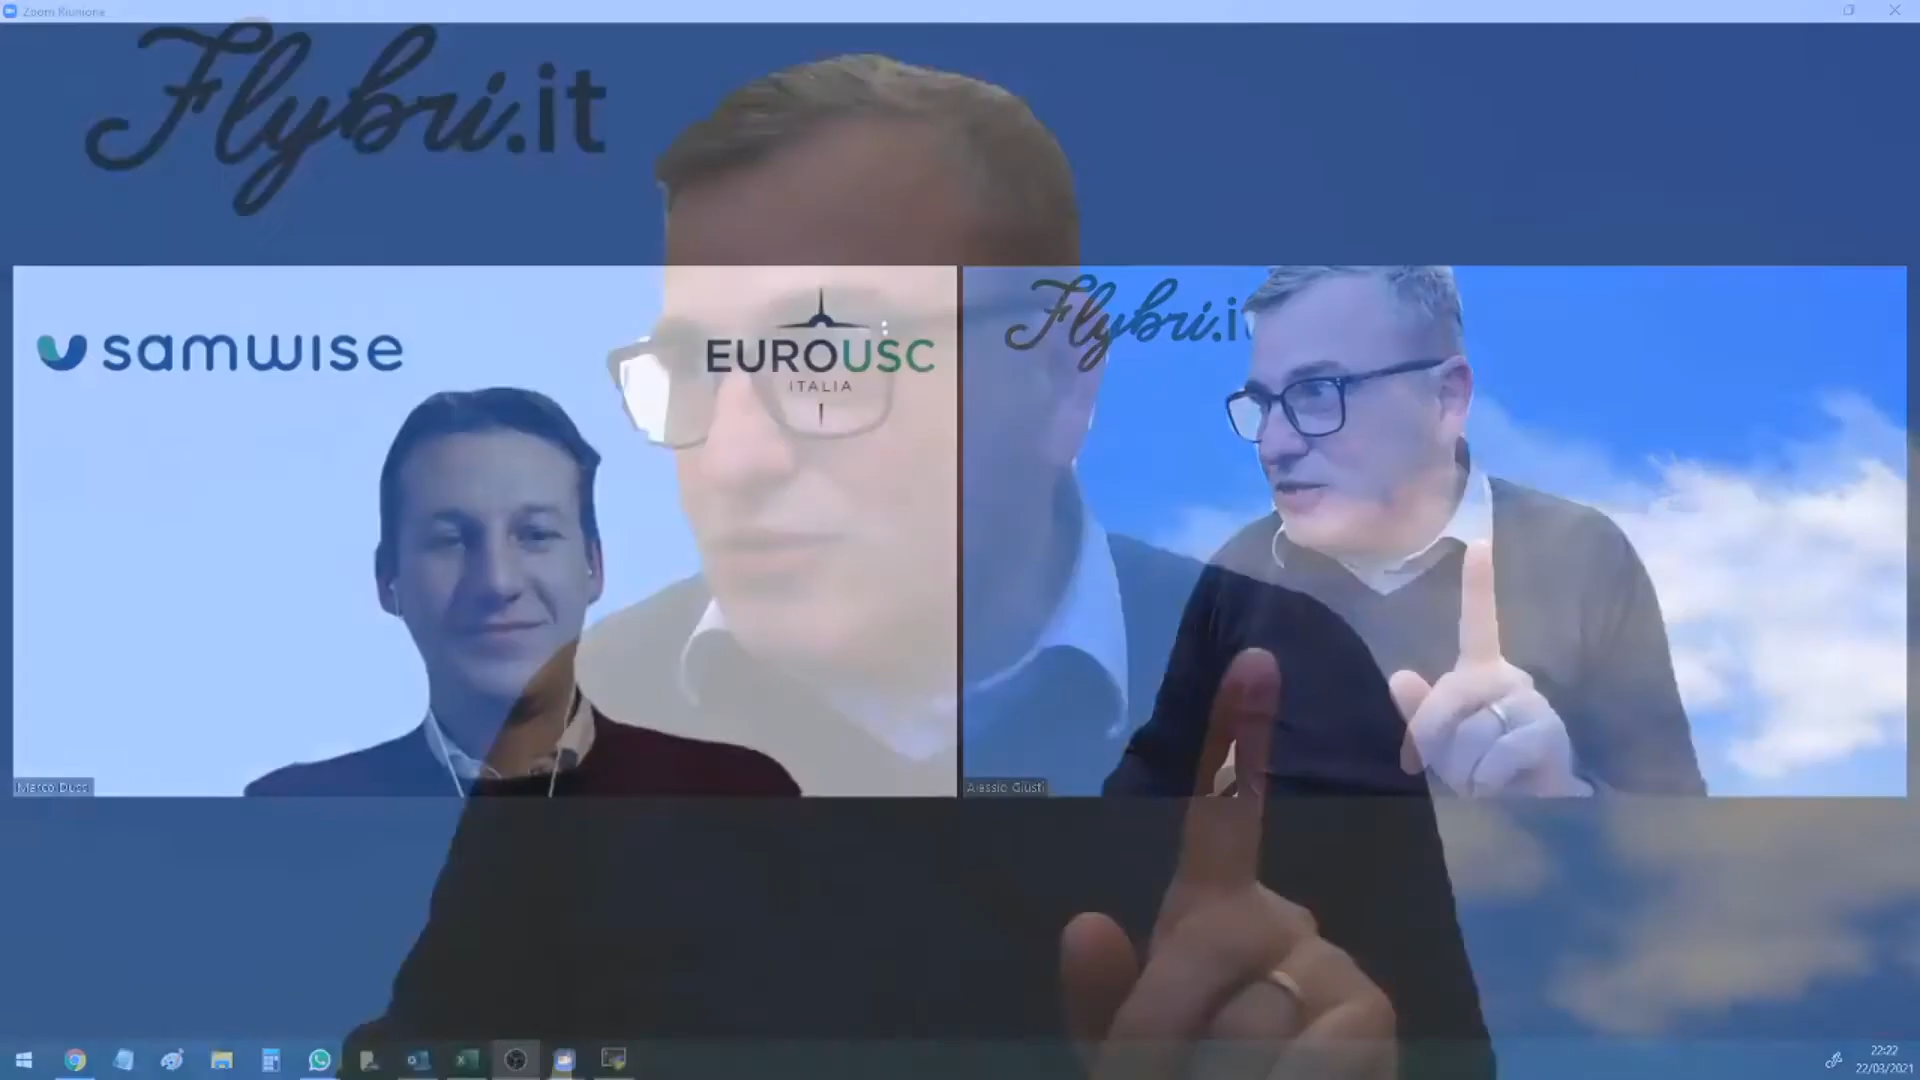 Zoom Riunione
Flybri.it
samwise
EUROUSC
ITALIA
Flybri.i
Marco Ducci
Alessio Giusti
22:22
22/03/2021